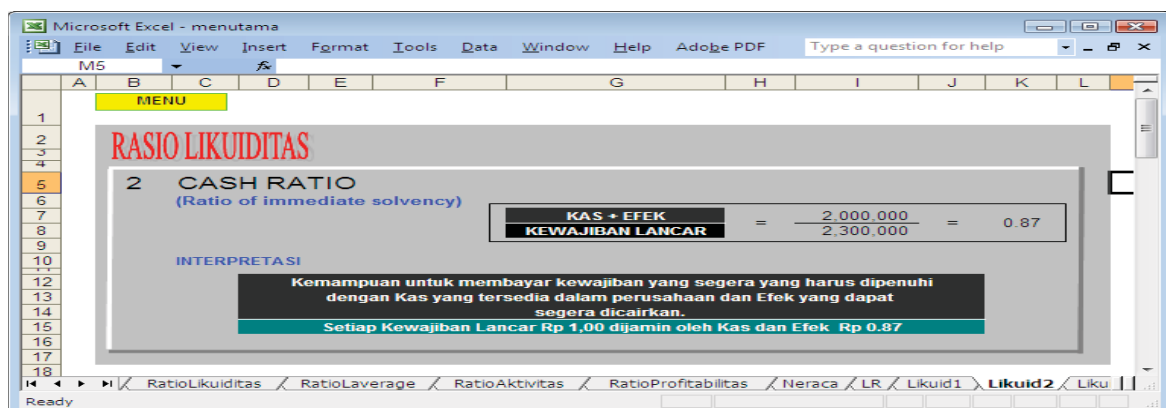 Microsoft Excel - menutama
File Edit View Insert Format Tools Data Window Help Adobe PDF Type a question for help
M5 fx
A B C D E F G H I J K L
MENU
1
2 RASIO LIKUIDITAS
3
4
5 2 CASH RATIO
6 (Ratio of immediate solvency)
7 KAS + EFEK = 2,000,000 = 0.87
8 KEWAJIBAN LANCAR 2,300,000
9
10 INTERPRETASI
11
12 Kemampuan untuk membayar kewajiban yang segera yang harus dipenuhi
13 dengan Kas yang tersedia dalam perusahaan dan Efek yang dapat
14 segera dicairkan.
15 Setiap Kewajiban Lancar Rp 1,00 dijamin oleh Kas dan Efek Rp 0.87
16
17
18
RatioLikuiditas RatioLaverage RatioAktivitas RatioProfitabilitas Neraca LR Likuid1 Likuid2 Liku
Ready